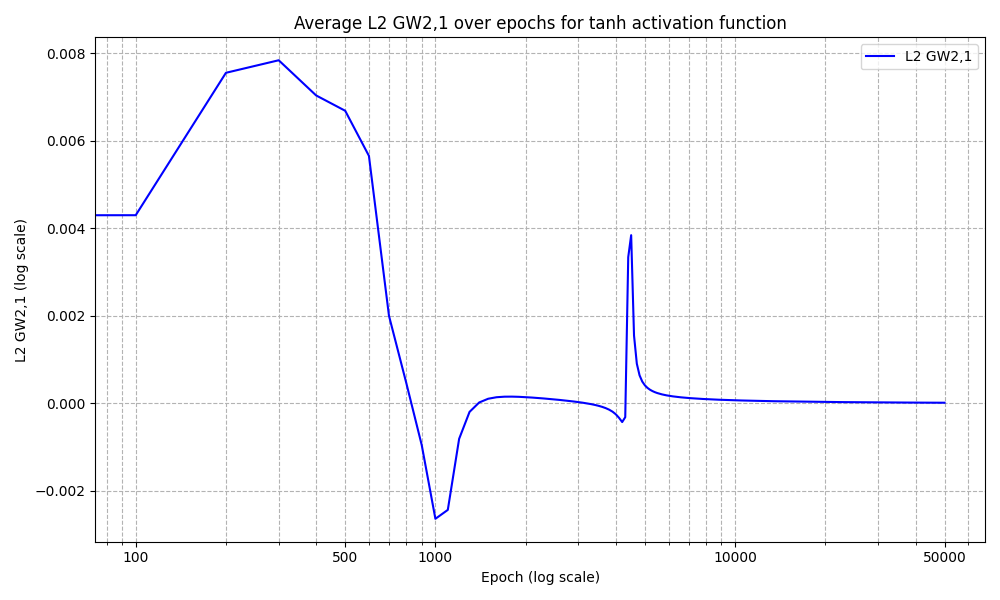 Average L2 GW2,1 over epochs for tanh activation function
L2 GW2,1
L2 GW2,1 (log scale)
0.008
0.006
0.004
0.002
0.000
−0.002
100
500
1000
10000
50000
Epoch (log scale)